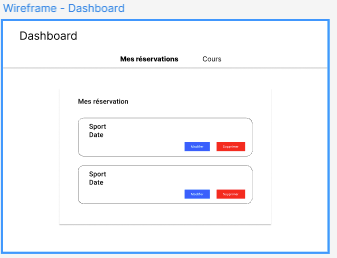 Wireframe - Dashboard
Dashboard
Mes réservations Cours
Mes réservation
Sport
Date
Modifier Supprimer
Sport
Date
Modifier Supprimer